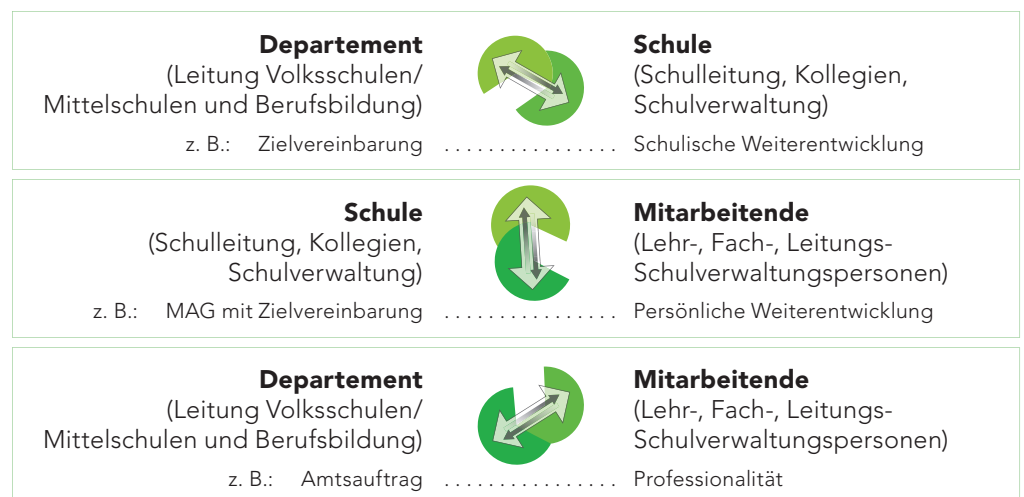 Departement
(Leitung Volksschulen/
Mittelschulen und Berufsbildung)
Schule
(Schulleitung, Kollegien,
Schulverwaltung)
z. B.: Zielvereinbarung ................ Schulische Weiterentwicklung
Schule
(Schulleitung, Kollegien,
Schulverwaltung)
Mitarbeitende
(Lehr-, Fach-, Leitungs-
Schulverwaltungspersonen)
z. B.: MAG mit Zielvereinbarung ................ Persönliche Weiterentwicklung
Departement
(Leitung Volksschulen/
Mittelschulen und Berufsbildung)
Mitarbeitende
(Lehr-, Fach-, Leitungs-
Schulverwaltungspersonen)
z. B.: Amtsauftrag ................ Professionalität